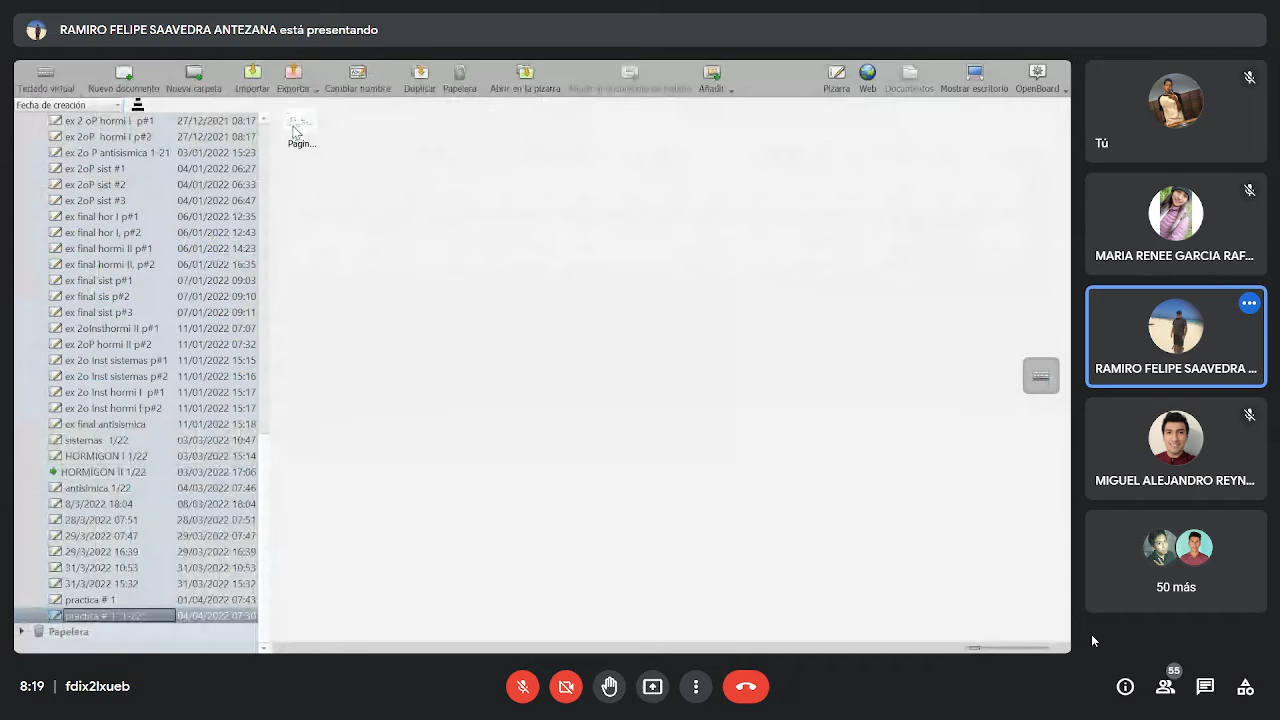 RAMIRO FELIPE SAAVEDRA ANTEZANA está presentando
Teclado virtual
Nuevo documento
Nueva carpeta
Importar
Exportar
Cambiar nombre
Duplicar
Papelera
Abrir en la pizarra
Añadir
Pizarra
Web
Documentos
Mostrar escritorio
OpenBoard
Fecha de creación
ex 2 oP hormi I p#1 27/12/2021 08:17
ex 2oP hormi I p#2 27/12/2021 08:17
ex 2o P antisismica 1-21 03/01/2022 15:23
ex 2oP sist #1 04/01/2022 06:27
ex 2oP sist #2 04/01/2022 06:33
ex 2oP sist #3 04/01/2022 06:47
ex final hor I p#1 06/01/2022 12:35
ex final hor I, p#2 06/01/2022 12:43
ex final hormi II p#1 06/01/2022 14:23
ex final hormi II, p#2 06/01/2022 16:35
ex final sist p#1 07/01/2022 09:03
ex final sis p#2 07/01/2022 09:10
ex final sist p#3 07/01/2022 09:11
ex 2oInsthormi II p#1 11/01/2022 07:07
ex 2oP hormi II p#2 11/01/2022 07:32
ex 2o Inst sistemas p#1 11/01/2022 15:15
ex 2o Inst sistemas p#2 11/01/2022 15:16
ex 2o Inst hormi I p#1 11/01/2022 15:17
ex 2o Inst hormi I p#2 11/01/2022 15:17
ex final antisismica 11/01/2022 15:18
sistemas 1/22 03/03/2022 10:47
HORMIGON I 1/22 03/03/2022 15:14
HORMIGON II 1/22 03/03/2022 17:06
antisimica 1/22 04/03/2022 07:46
8/3/2022 18:04 08/03/2022 18:04
28/3/2022 07:51 28/03/2022 07:51
29/3/2022 07:47 29/03/2022 07:47
29/3/2022 16:39 29/03/2022 16:39
31/3/2022 10:53 31/03/2022 10:53
31/3/2022 15:32 31/03/2022 15:32
practica # 1 01/04/2022 07:43
practica # 1 04/04/2022 07:30
Papelera
Págin...
Tú
MARIA RENEE GARCIA RAF...
RAMIRO FELIPE SAAVEDRA ...
MIGUEL ALEJANDRO REYN...
50 más
8:19 | fdix2lxueb
55